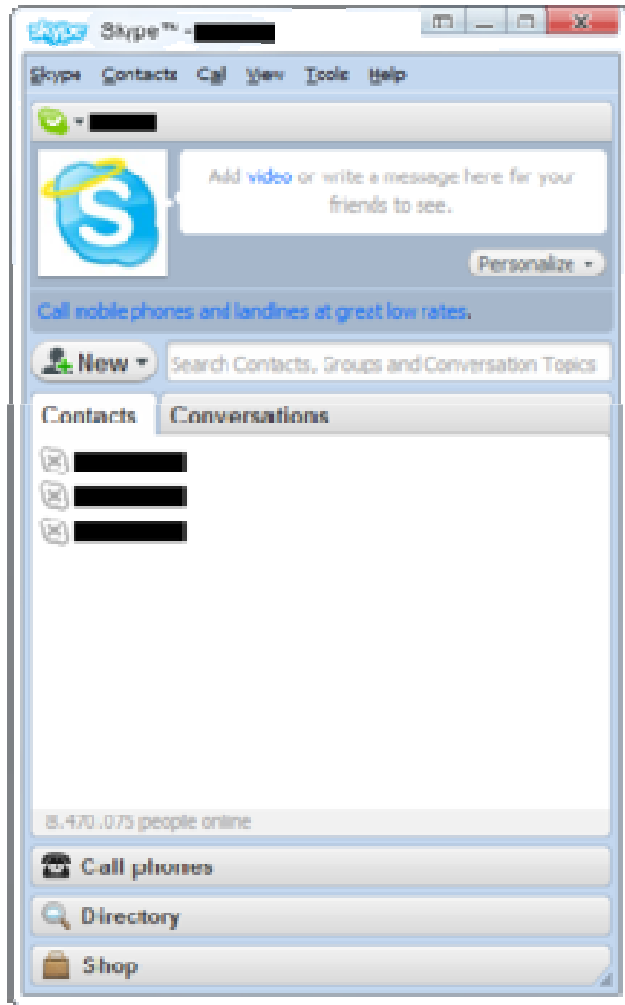 skype Skype™ -
Skype Contacts Call View Tools Help
Add video or write a message here for your
friends to see.
Personalize
Call mobile phones and landlines at great low rates.
New Search Contacts, Groups and Conversation Topics
Contacts Conversations
8,470,075 people online
Call phones
Directory
Shop